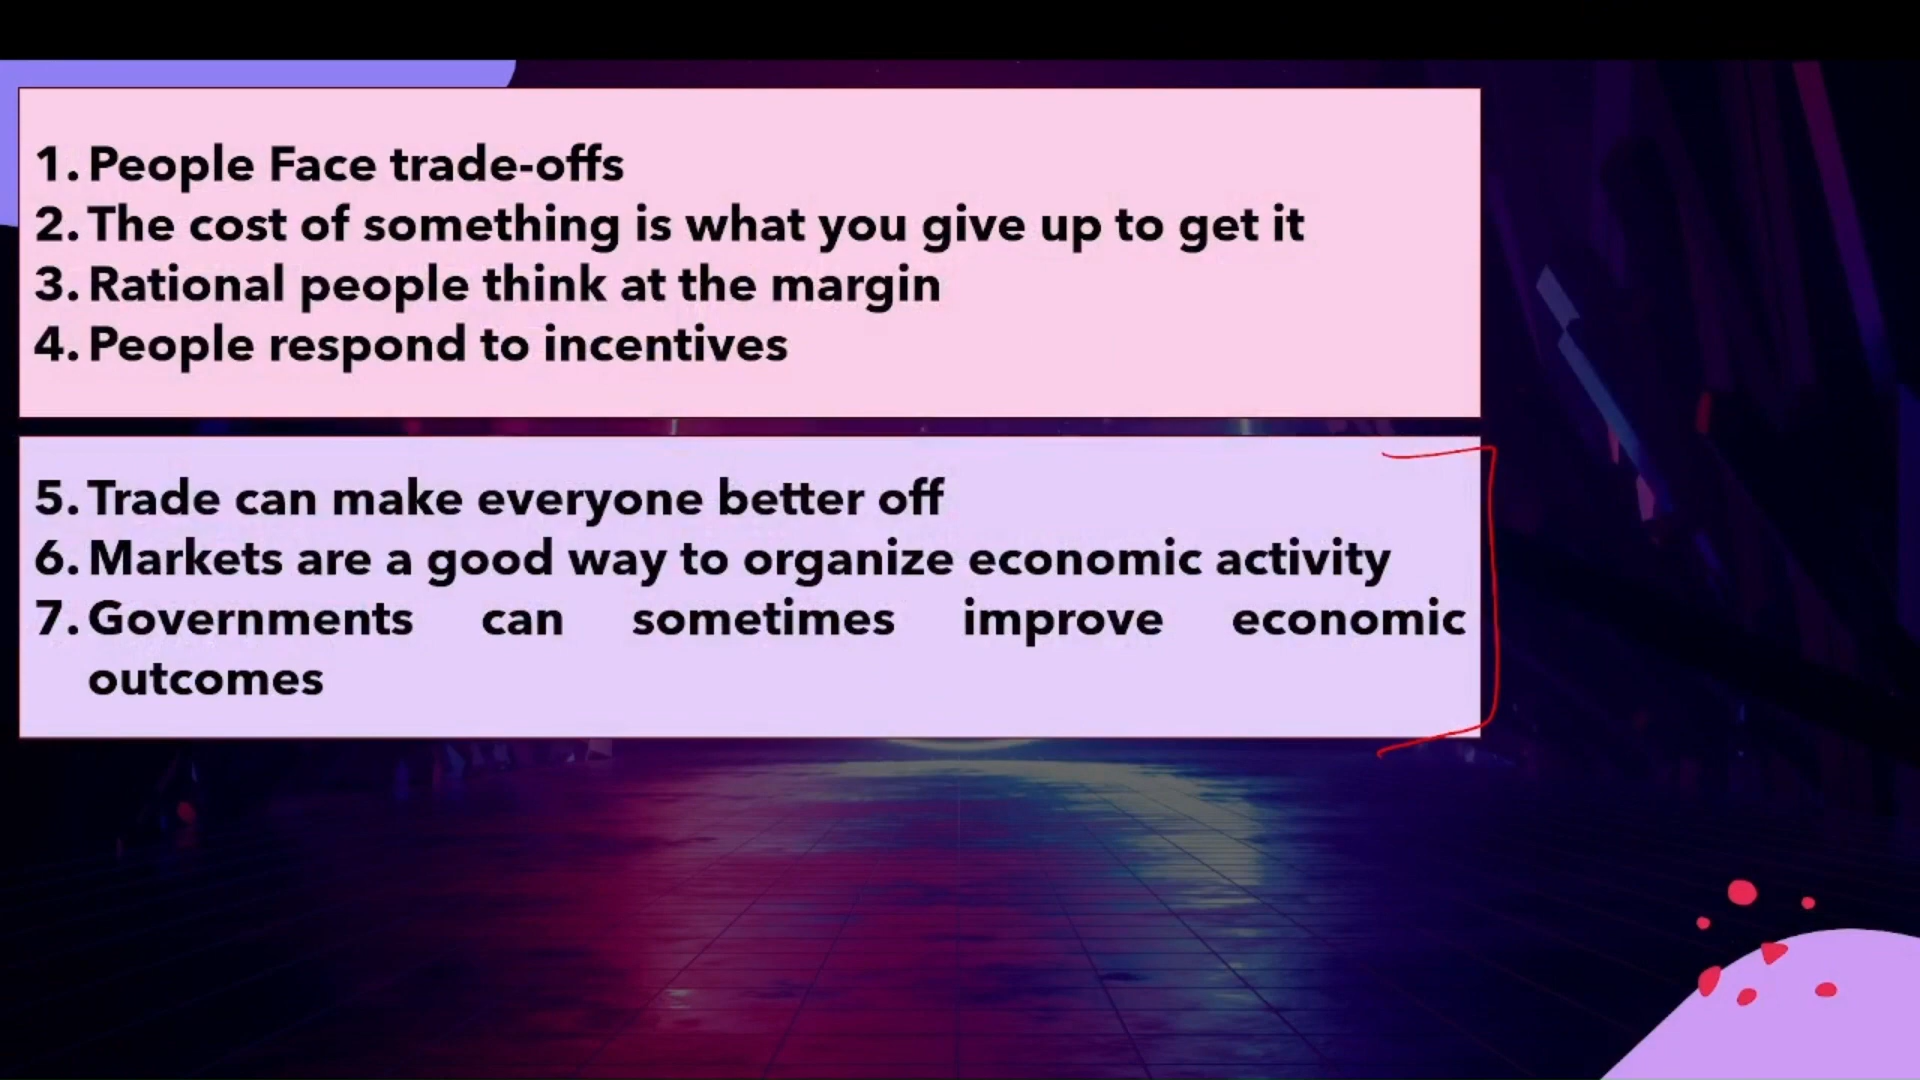 1. People Face trade-offs
2. The cost of something is what you give up to get it
3. Rational people think at the margin
4. People respond to incentives
5. Trade can make everyone better off
6. Markets are a good way to organize economic activity
7. Governments can sometimes improve economic
outcomes